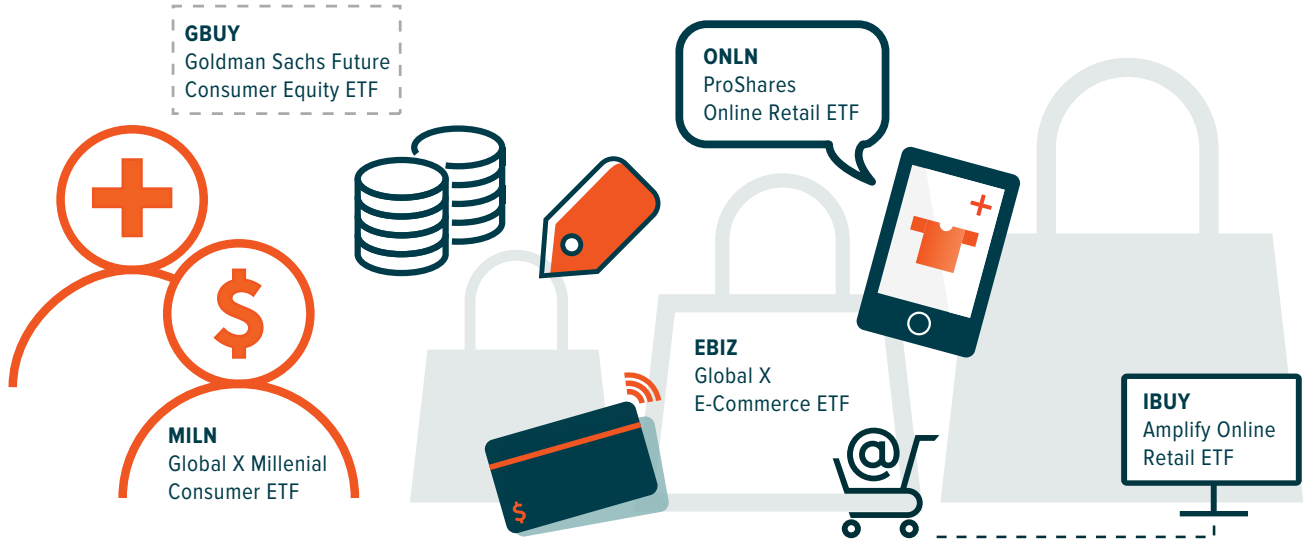 GBUY
Goldman Sachs Future
Consumer Equity ETF
ONLN
ProShares
Online Retail ETF
$
EBIZ
Global X
E-Commerce ETF
IBUY
Amplify Online
Retail ETF
MILN
Global X Millenial
Consumer ETF
@
$